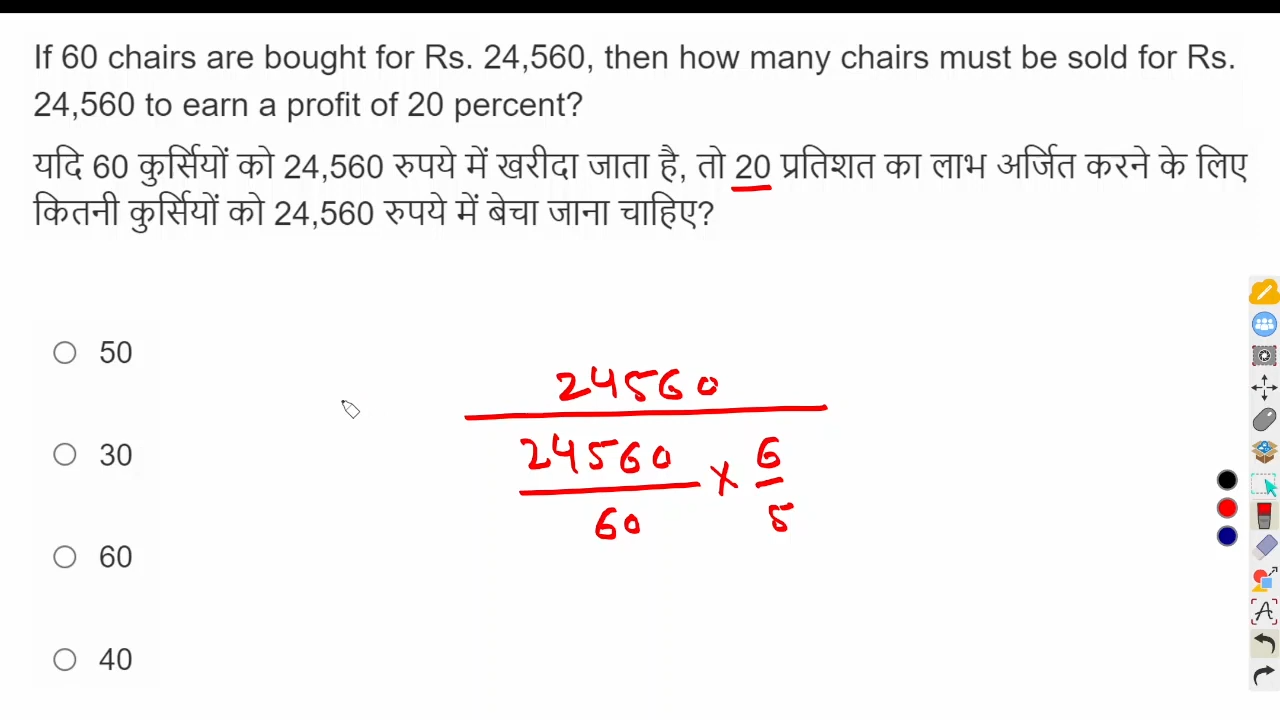 If 60 chairs are bought for Rs. 24,560, then how many chairs must be sold for Rs.
24,560 to earn a profit of 20 percent?
यदि 60 कुर्सियों को 24,560 रुपये में खरीदा जाता है, तो 20 प्रतिशत का लाभ अर्जित करने के लिए
कितनी कुर्सियों को 24,560 रुपये में बेचा जाना चाहिए?
50
30
60
40
24560
24560 × 6
60 5